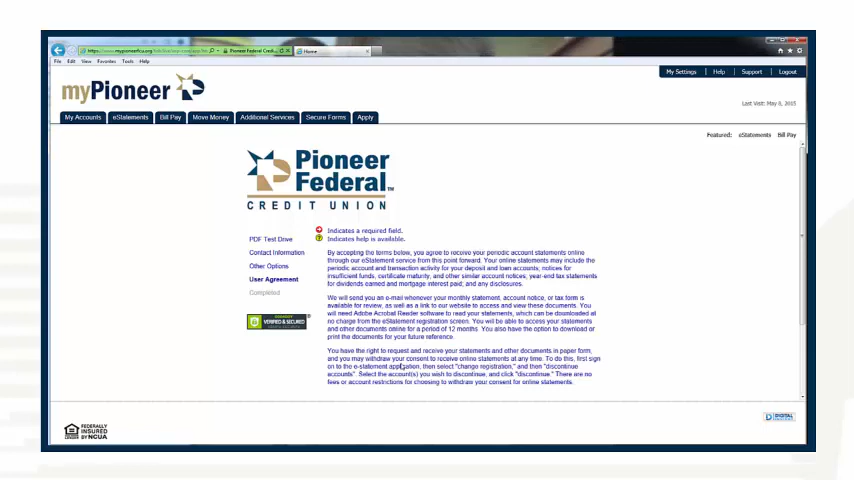 Pioneer Federal Credi...
Home
File Edit View Favorites Tools Help
My Settings | Help | Support | Logout
myPioneer
Last Visit: May 8, 2015
My Accounts eStatements Bill Pay Move Money Additional Services Secure Forms Apply
Featured: eStatements Bill Pay
Pioneer
Federal™
CREDIT UNION
Indicates a required field.
Indicates help is available.
PDF Test Drive
Contact Information
Other Options
User Agreement
Completed
VERIFIED & SECURED
By accepting the terms below, you agree to receive your periodic account statements online
through our eStatement service from this point forward. Your online statements may include the
periodic account and transaction activity for your deposit and loan accounts; notices for
insufficient funds, certificate maturity, and other similar account notices; year-end tax statements
for dividends earned and mortgage interest paid; and any disclosures.
We will send you an e-mail whenever your monthly statement, account notice, or tax form is
available for review, as well as a link to our website to access and view these documents. You
will need Adobe Acrobat Reader software to read your statements, which can be downloaded at
no charge from the eStatement registration screen. You will be able to access your statements
and other documents online for a period of 12 months. You also have the option to download or
print the documents for your future reference.
You have the right to request and receive your statements and other documents in paper form,
and you may withdraw your consent to receive online statements at any time. To do this, first sign
on to the e-statement application, then select "change registration," and then "discontinue
accounts". Select the account(s) you wish to discontinue, and click "discontinue." There are no
fees or account restrictions for choosing to withdraw your consent for online statements.
DIGITAL
FEDERALLY
INSURED
BY NCUA